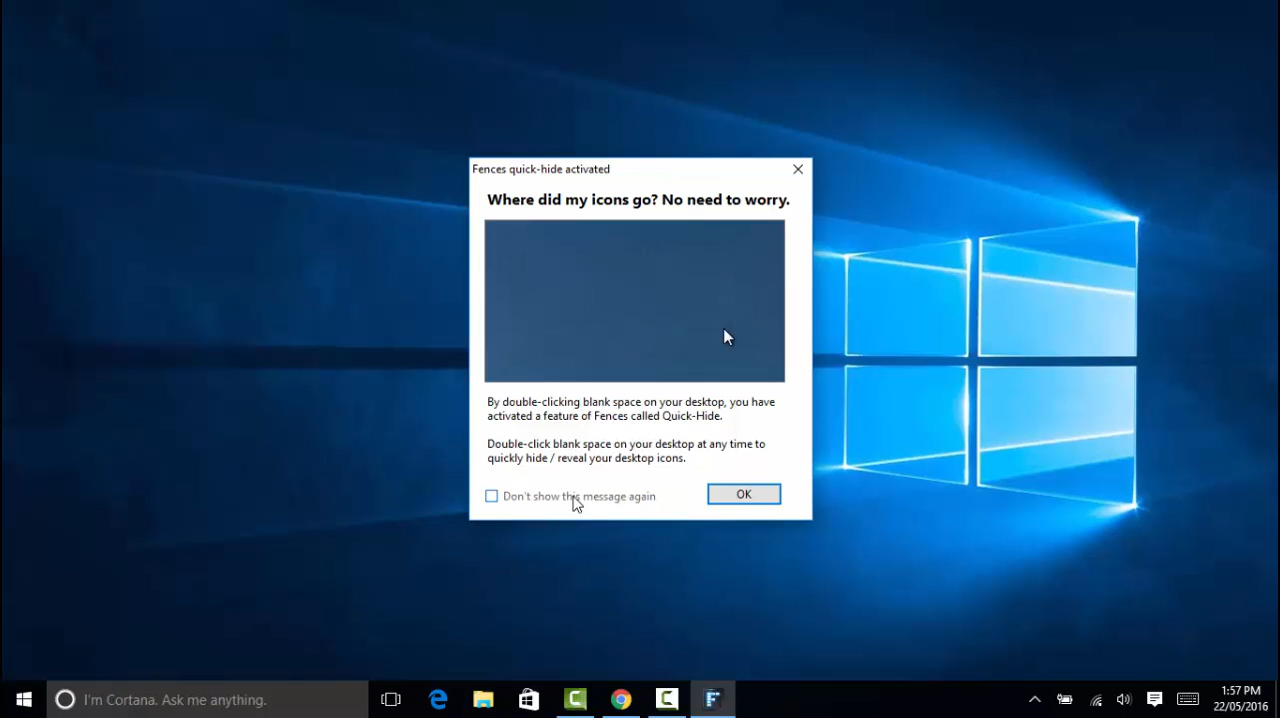 Fences quick-hide activated
Where did my icons go? No need to worry.
By double-clicking blank space on your desktop, you have
activated a feature of Fences called Quick-Hide.
Double-click blank space on your desktop at any time to
quickly hide / reveal your desktop icons.
Don't show this message again
OK
I'm Cortana. Ask me anything.
1:57 PM
22/05/2016